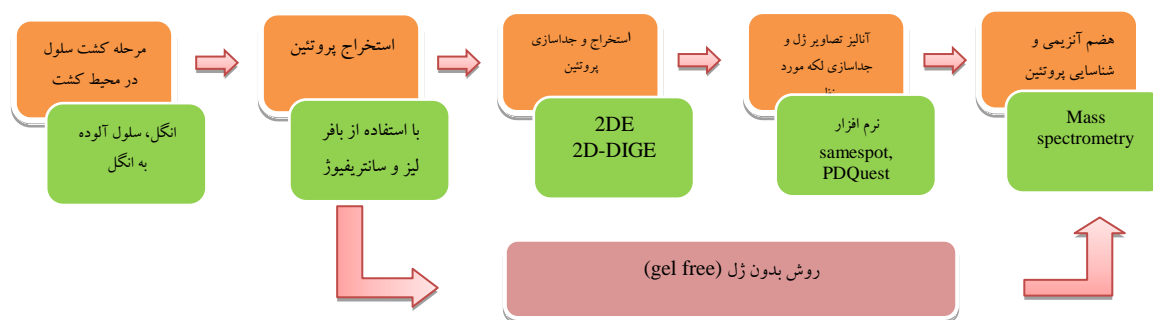 مرحله کشت سلول
در محیط کشت
انگل، سلول آلوده
به انگل
استخراج پروتئین
با استفاده از بافر
لیز و سانتریفیوژ
استخراج و جداسازی
پروتئین
2DE
2D-DIGE
آنالیز تصاویر ژل و
جداسازی لکه مورد
نرم افزار
samespot,
PDQuest
هضم آنزیمی و
شناسایی پروتئین
Mass
spectrometry
روش بدون ژل (gel free)